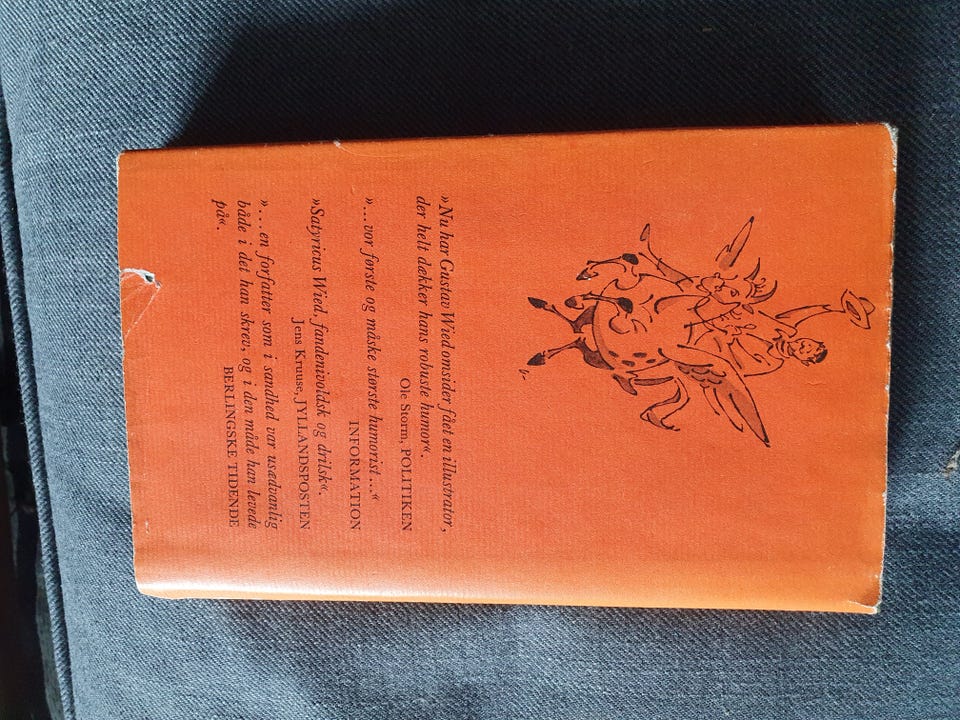 »Nu har Gustav Wied omsider fået en illustrator,
der helt dækker hans robuste humor«.
Ole Storm, POLITIKEN
»...vor første og måske største humorist...«
INFORMATION
»Satyricus Wied, fandenivoldsk og drilsk«.
Jens Kruuse, JYLLANDSPOSTEN
»...en forfatter som i sandhed var usædvanlig
både i det han skrev, og i den måde han levede
på«.
BERLINGSKE TIDENDE